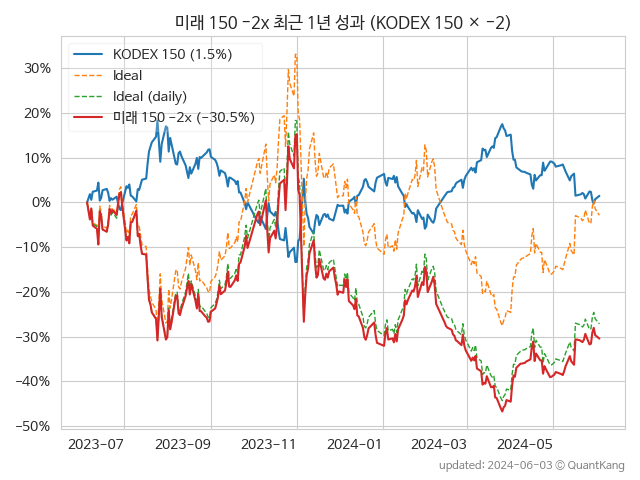 미래 150 −2x 최근 1년 성과 (KODEX 150 × −2)
KODEX 150 (1.5%)
Ideal
Ideal (daily)
미래 150 −2x (−30.5%)
30%
20%
10%
0%
−10%
−20%
−30%
−40%
−50%
2023−07 2023−09 2023−11 2024−01 2024−03 2024−05
updated: 2024−06−03 ⓒ QuantKang